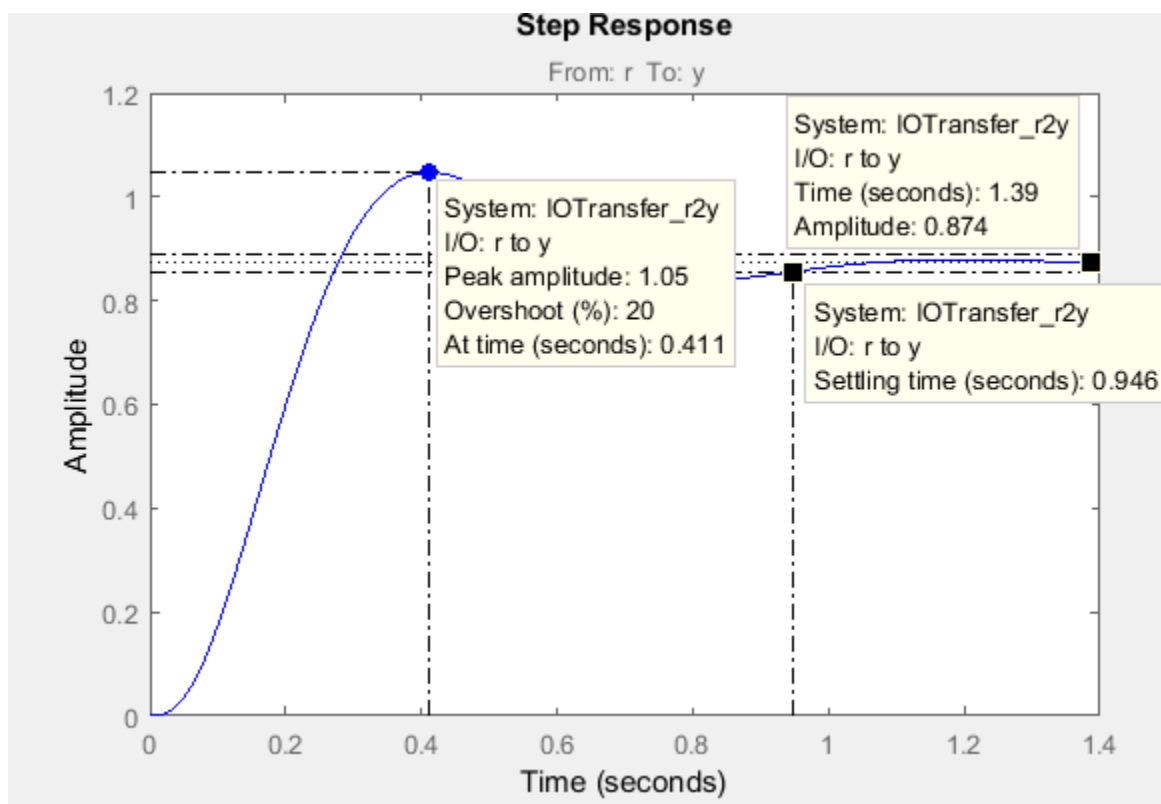 Step Response
From: r To: y
1.2
1
0.8
0.6
0.4
0.2
0
Amplitude
System: IOTransfer_r2y
I/O: r to y
Peak amplitude: 1.05
Overshoot (%): 20
At time (seconds): 0.411
System: IOTransfer_r2y
I/O: r to y
Time (seconds): 1.39
Amplitude: 0.874
System: IOTransfer_r2y
I/O: r to y
Settling time (seconds): 0.946
0 0.2 0.4 0.6 0.8 1 1.2 1.4
Time (seconds)